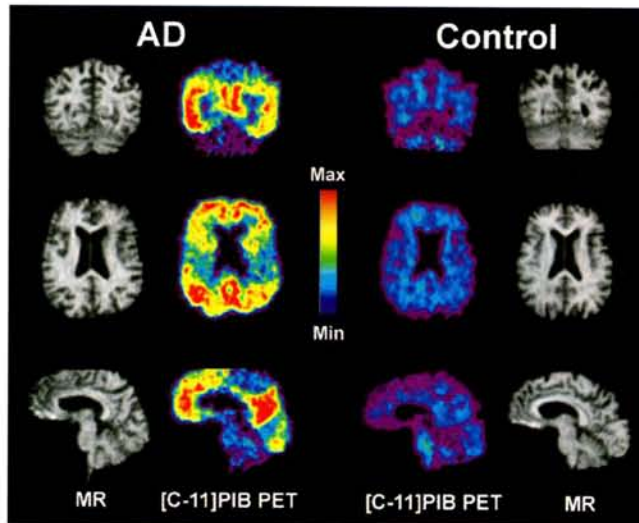 AD Control
Max
Min
MR [C-11]PIB PET [C-11]PIB PET MR